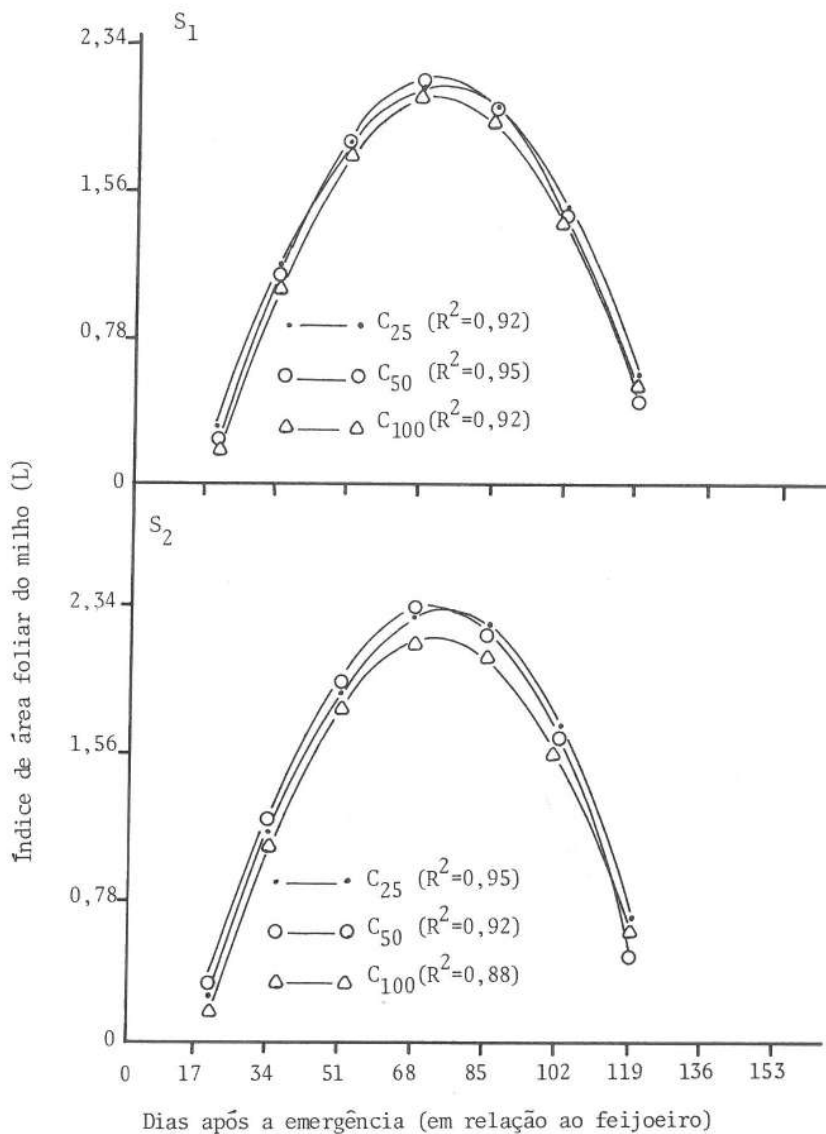 S1
2,34
1,56
0,78
0
C25 (R2=0,92)
C50 (R2=0,95)
C100(R2=0,92)
S2
2,34
1,56
0,78
0
C25 (R2=0,95)
C50 (R2=0,92)
C100(R2=0,88)
0 17 34 51 68 85 102 119 136 153
Índice de área foliar do milho (L)
Dias após a emergência (em relação ao feijoeiro)